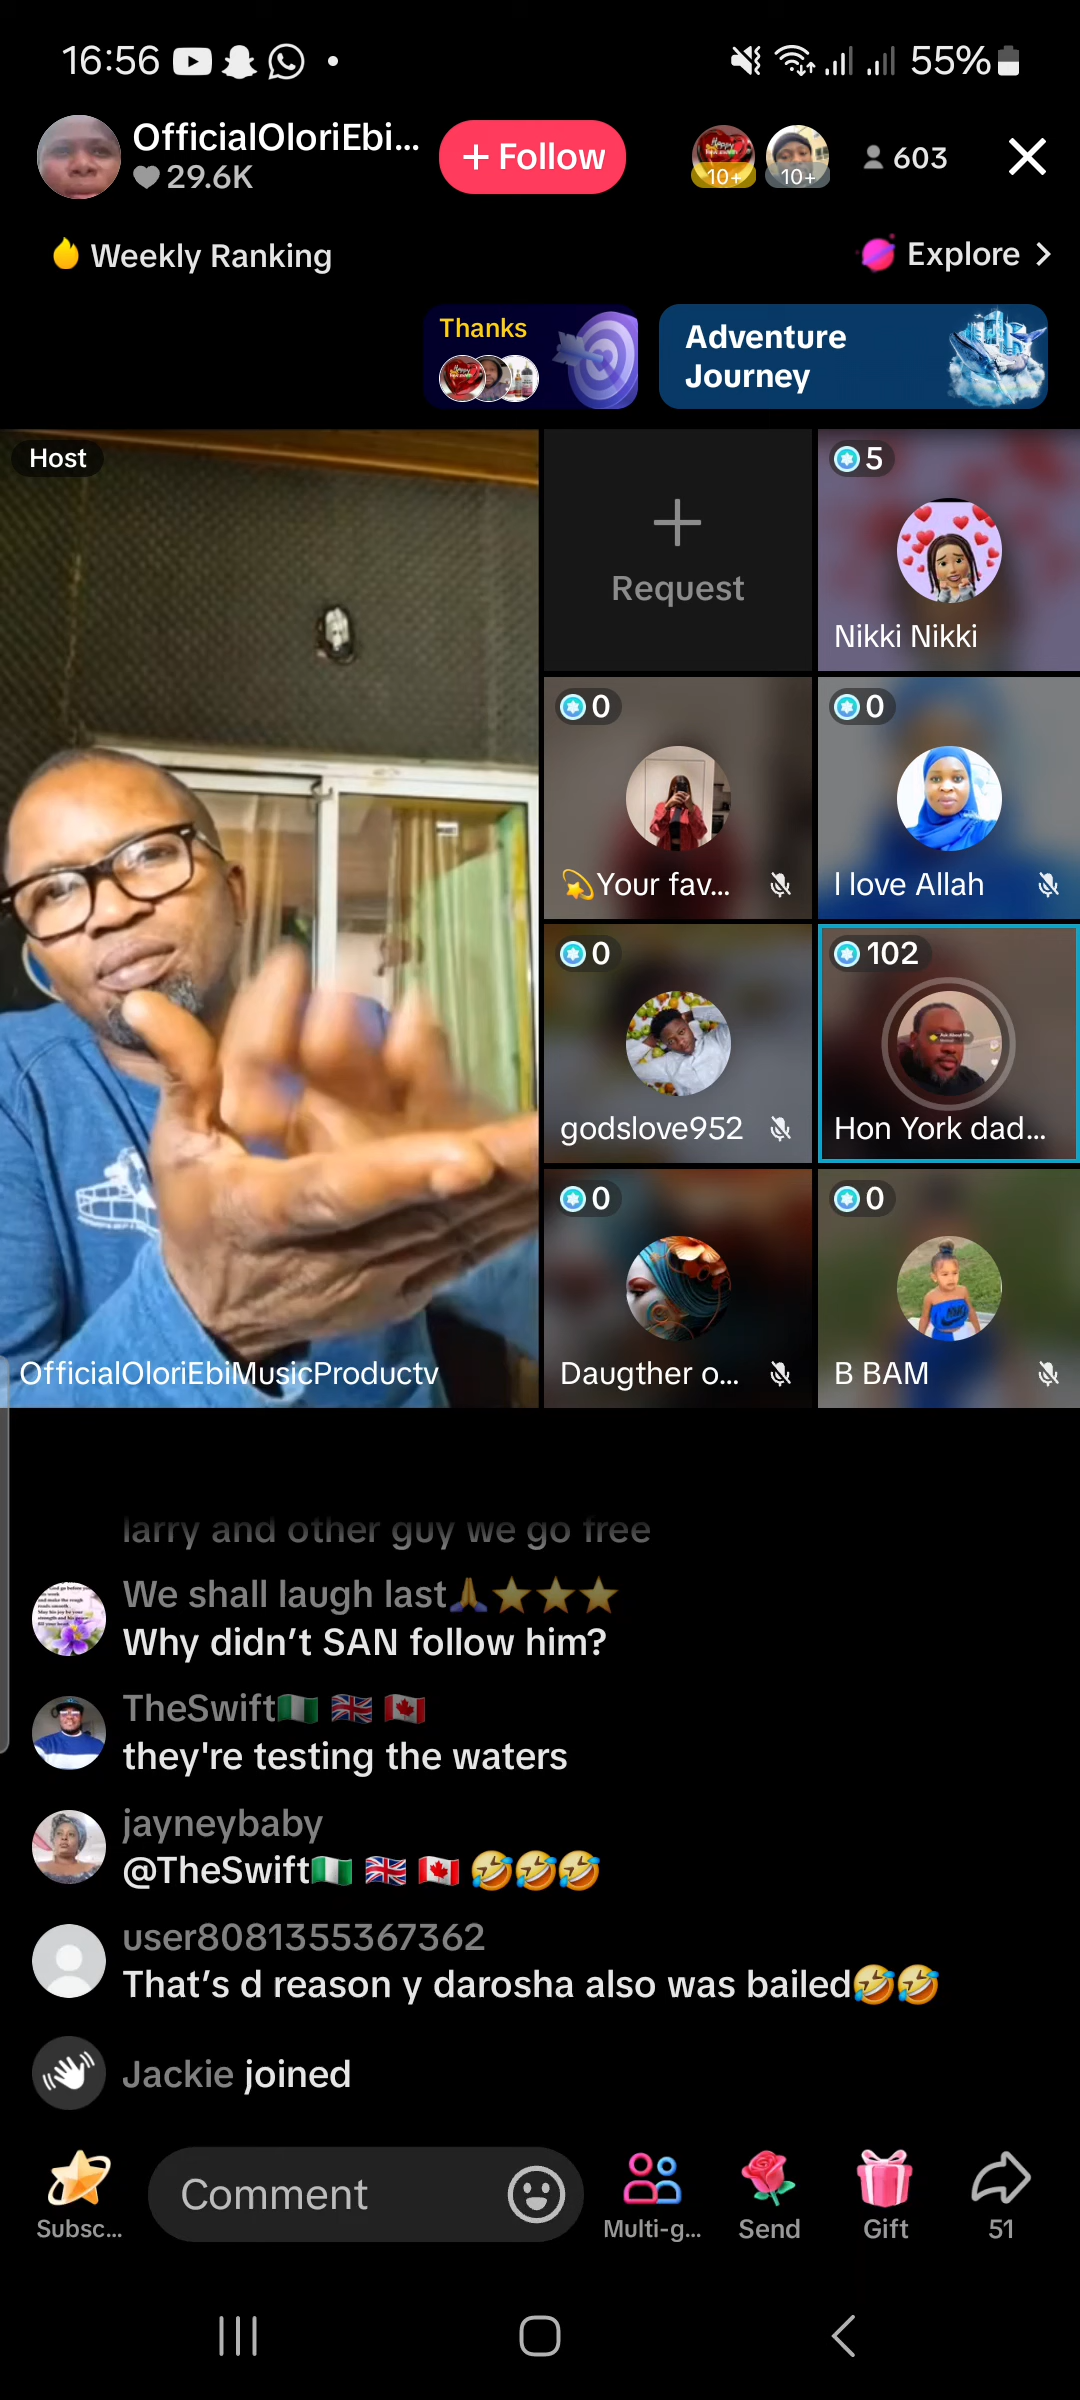 16:56
55%
OfficialOloriEbi...
29.6K
+ Follow
10+
10+
603
Weekly Ranking
Explore >
Thanks
Adventure
Journey
Host
Request
5
Nikki Nikki
0
Your fav...
0
I love Allah
0
godslove952
102
Hon York dad...
0
Daugther o...
0
B BAM
OfficialOloriEbiMusicProductv
larry and other guy we go free
We shall laugh last🙏⭐⭐⭐
Why didn't SAN follow him?
TheSwift🇳🇬 🇬🇧 🇨🇦
they're testing the waters
jayneybaby
@TheSwift🇳🇬 🇬🇧 🇨🇦 🤣🤣🤣
user8081355367362
That's d reason y darosha also was bailed🤣🤣
Jackie joined
Subsc...
Comment
Multi-g...
Send
Gift
51